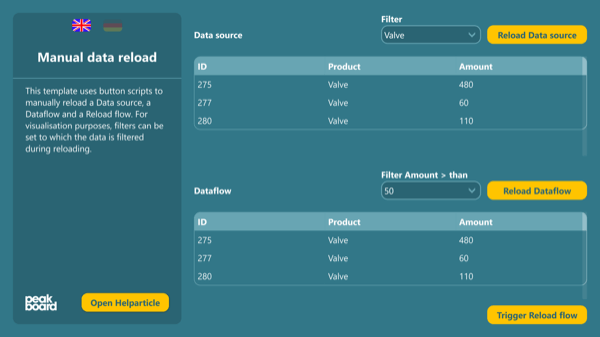 Manual data reload
This template uses button scripts to
manually reload a Data source, a
Dataflow and a Reload flow. For
visualisation purposes, filters can be
set to which the data is filtered
during reloading.
peak
board
Open Helparticle
Filter
Data source
Valve
Reload Data source
ID Product Amount
275 Valve 480
277 Valve 60
280 Valve 110
Filter Amount > than
Dataflow
50
Reload Dataflow
ID Product Amount
275 Valve 480
277 Valve 60
280 Valve 110
Trigger Reload flow